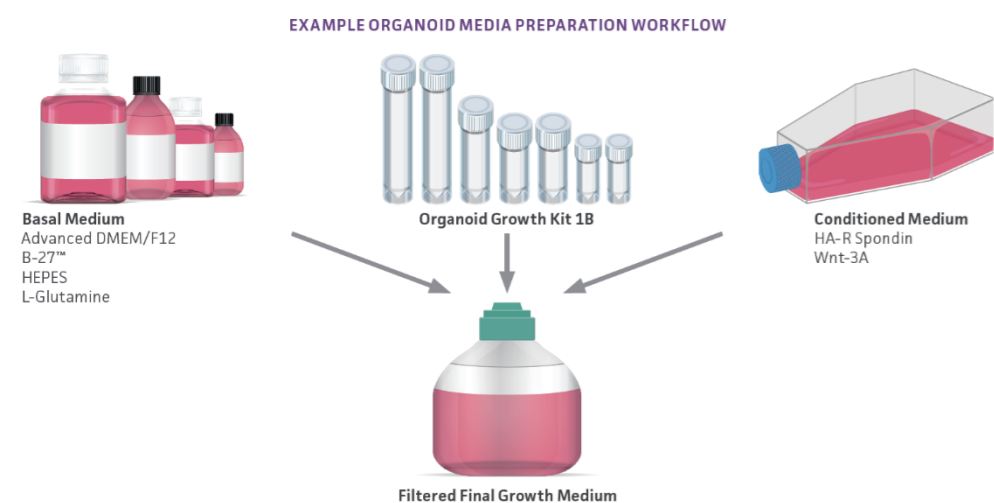 EXAMPLE ORGANOID MEDIA PREPARATION WORKFLOW
Basal Medium
Advanced DMEM/F12
B-27™
HEPES
L-Glutamine
Organoid Growth Kit 1B
Conditioned Medium
HA-R Spondin
Wnt-3A
Filtered Final Growth Medium